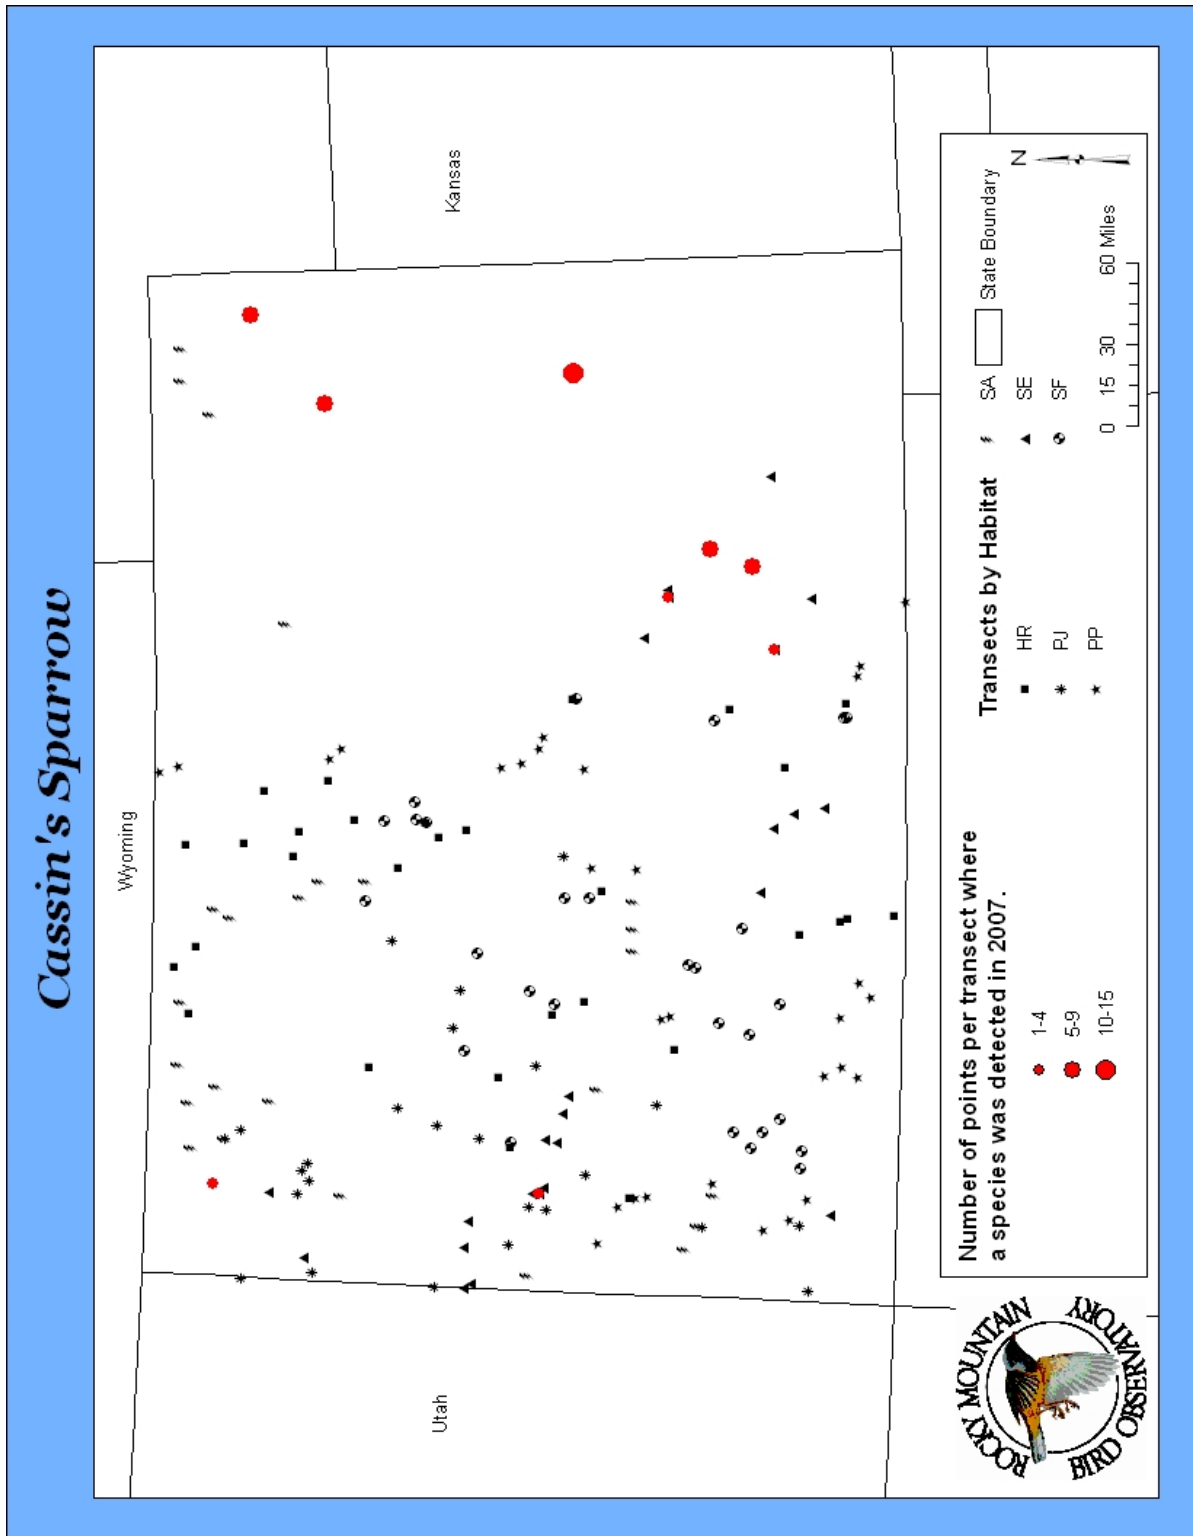 Cassin's Sparrow
Wyoming
Utah
Kansas
Number of points per transect where
a species was detected in 2007.
1-4
5-9
10-15
Transects by Habitat
HR
PJ
PP
SA
SE
SF
State Boundary
N
0 15 30 60 Miles
ROCKY MOUNTAIN
BIRD OBSERVATORY